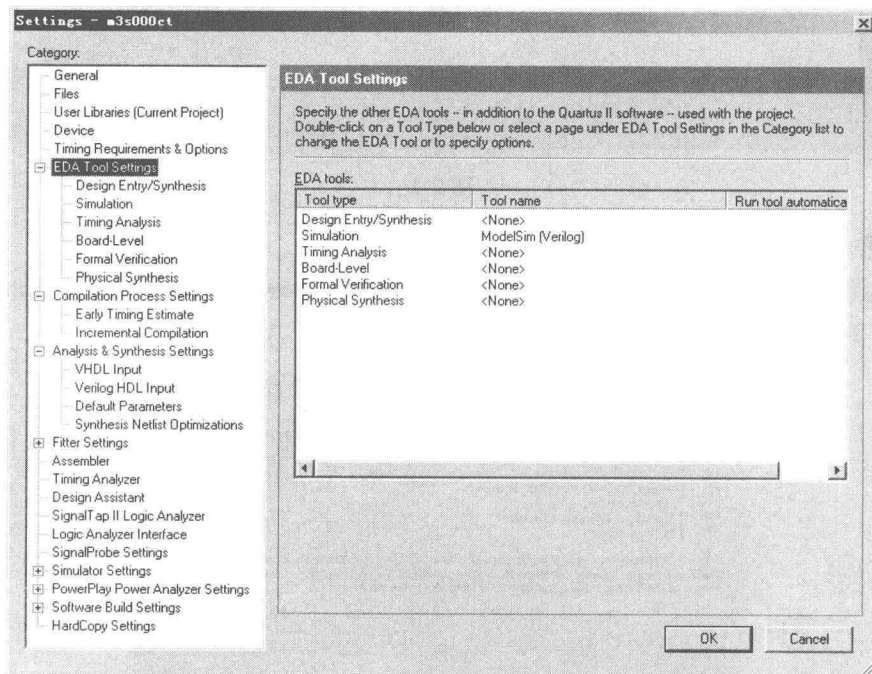 Settings - m3s000ct
Category:
General
Files
User Libraries (Current Project)
Device
Timing Requirements & Options
EDA Tool Settings
Design Entry/Synthesis
Simulation
Timing Analysis
Board-Level
Formal Verification
Physical Synthesis
Compilation Process Settings
Early Timing Estimate
Incremental Compilation
Analysis & Synthesis Settings
VHDL Input
Verilog HDL Input
Default Parameters
Synthesis Netlist Optimizations
Fitter Settings
Assembler
Timing Analyzer
Design Assistant
SignalTap II Logic Analyzer
Logic Analyzer Interface
SignalProbe Settings
Simulator Settings
PowerPlay Power Analyzer Settings
Software Build Settings
HardCopy Settings
EDA Tool Settings
Specify the other EDA tools -- in addition to the Quartus II software -- used with the project.
Double-click on a Tool Type below or select a page under EDA Tool Settings in the Category list to
change the EDA Tool or to specify options.
EDA tools:
Tool type Tool name Run tool automatica
Design Entry/Synthesis <None>
Simulation ModelSim (Verilog)
Timing Analysis <None>
Board-Level <None>
Formal Verification <None>
Physical Synthesis <None>
OK Cancel